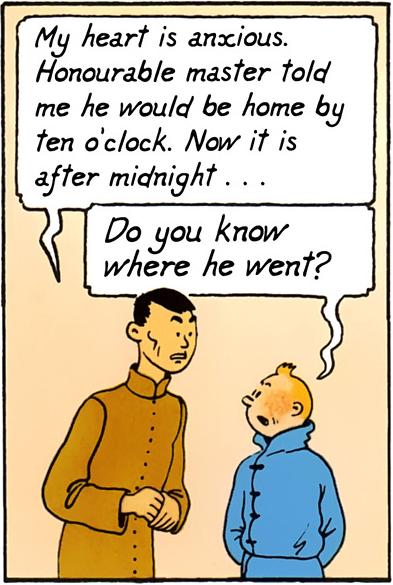 My heart is anxious.
Honourable master told
me he would be home by
ten o'clock. Now it is
after midnight . . .
Do you know
where he went?